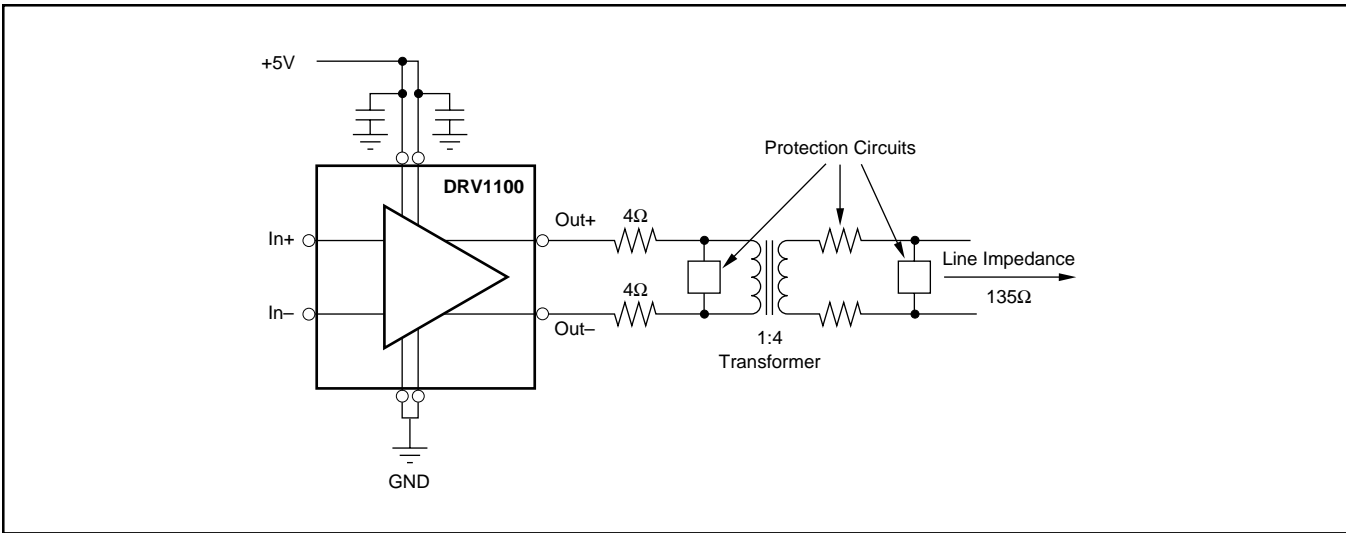 +5V
Protection Circuits
DRV1100
Out+
4Ω
In+
Line Impedance
4Ω
135Ω
In–
Out–
1:4
Transformer
GND